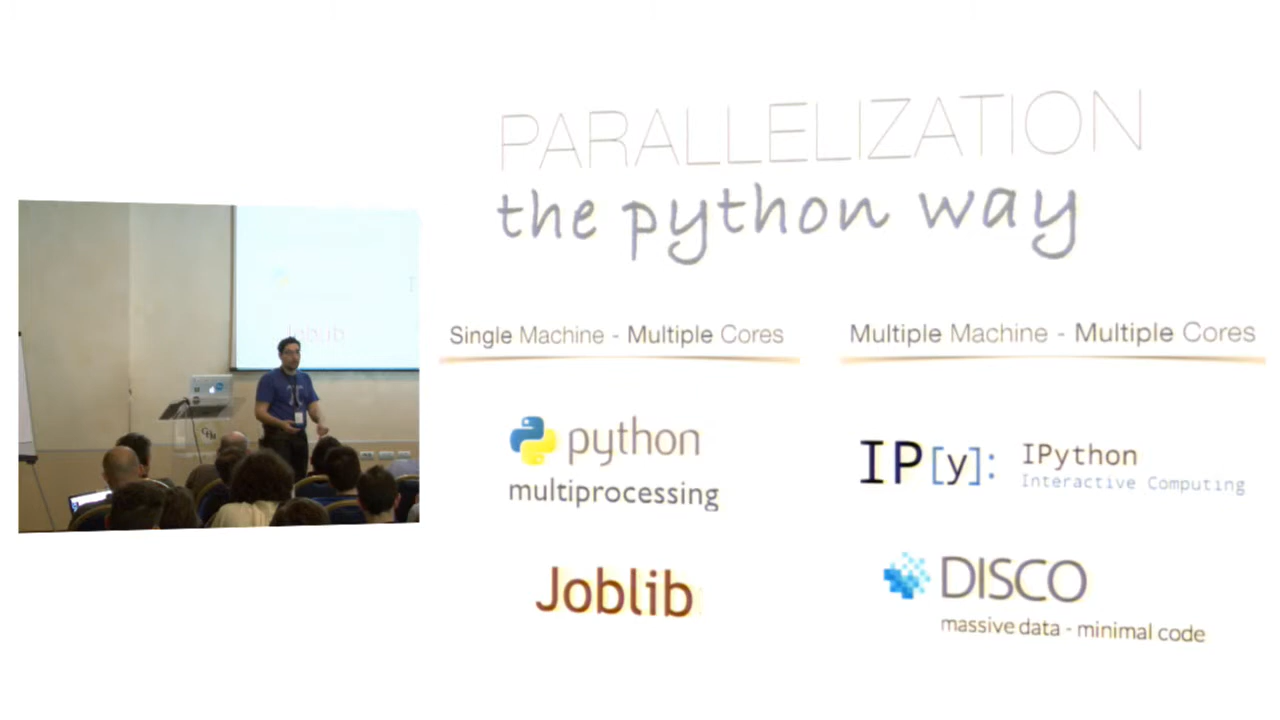 PARALLELIZATION
the python way
Single Machine - Multiple Cores
Multiple Machine - Multiple Cores
python
multiprocessing
IP[y]:
IPython
Interactive Computing
Joblib
DISCO
massive data - minimal code
Joblib